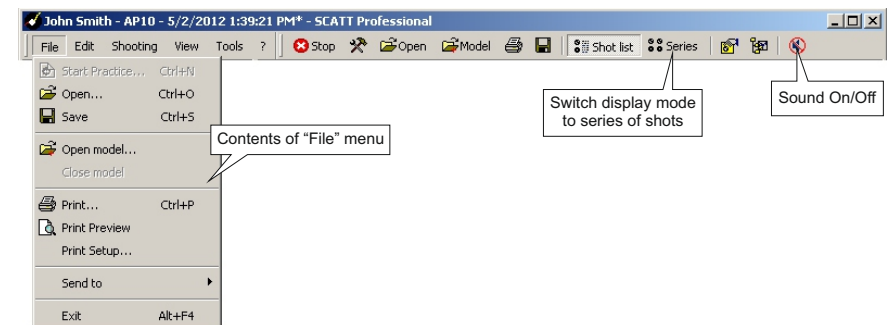 John Smith - AP10 - 5/2/2012 1:39:21 PM* - SCATT Professional
File Edit Shooting View Tools ? Stop Open Model Shot list Series
Start Practice... Ctrl+N
Open... Ctrl+O
Save Ctrl+S
Open model...
Close model
Print... Ctrl+P
Print Preview
Print Setup...
Send to
Exit Alt+F4
Contents of “File” menu
Switch display mode
to series of shots
Sound On/Off